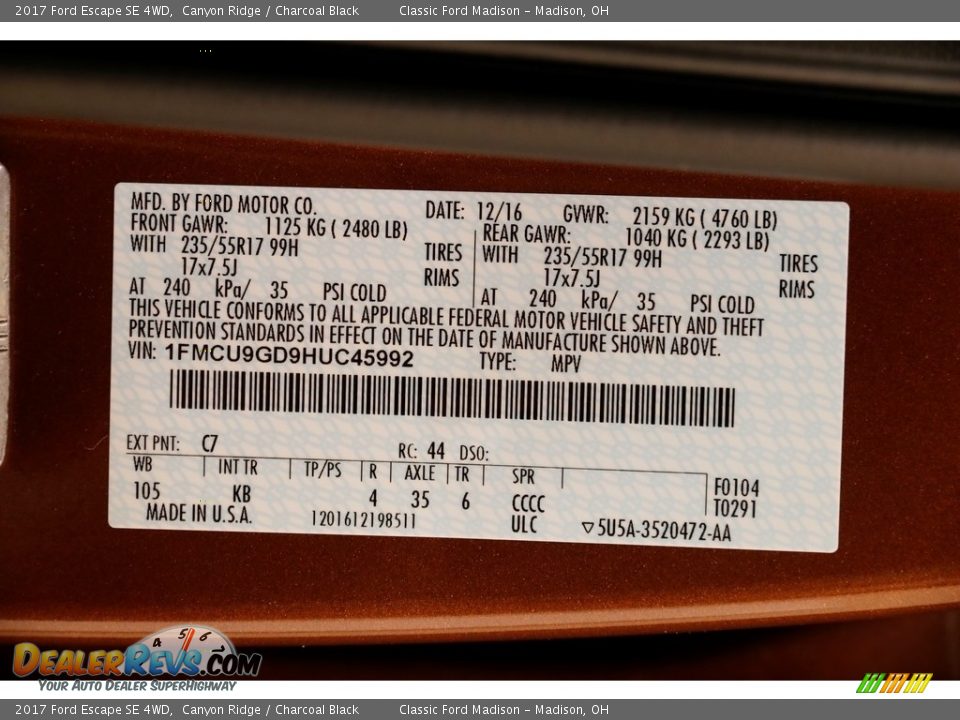 2017 Ford Escape SE 4WD, Canyon Ridge / Charcoal Black Classic Ford Madison - Madison, OH
...
MFD. BY FORD MOTOR CO. DATE: 12/16 GVWR: 2159 KG ( 4760 LB)
FRONT GAWR: 1125 KG ( 2480 LB) REAR GAWR: 1040 KG ( 2293 LB)
WITH 235/55R17 99H TIRES WITH 235/55R17 99H TIRES
17x7.5J RIMS 17x7.5J RIMS
AT 240 kPa/ 35 PSI COLD AT 240 kPa/ 35 PSI COLD
THIS VEHICLE CONFORMS TO ALL APPLICABLE FEDERAL MOTOR VEHICLE SAFETY AND THEFT
PREVENTION STANDARDS IN EFFECT ON THE DATE OF MANUFACTURE SHOWN ABOVE.
VIN: 1FMCU9GD9HUC45992 TYPE: MPV
EXT PNT: C7 RC: 44 DSO:
WB INT TR TP/PS R AXLE TR SPR F0104
105 KB 4 35 6 CCCC T0291
MADE IN U.S.A. 1201612198511 ULC ▽5U5A-3520472-AA
4 5 6
DEALERREVS.COM
YOUR AUTO DEALER SUPERHIGHWAY
2017 Ford Escape SE 4WD, Canyon Ridge / Charcoal Black Classic Ford Madison - Madison, OH